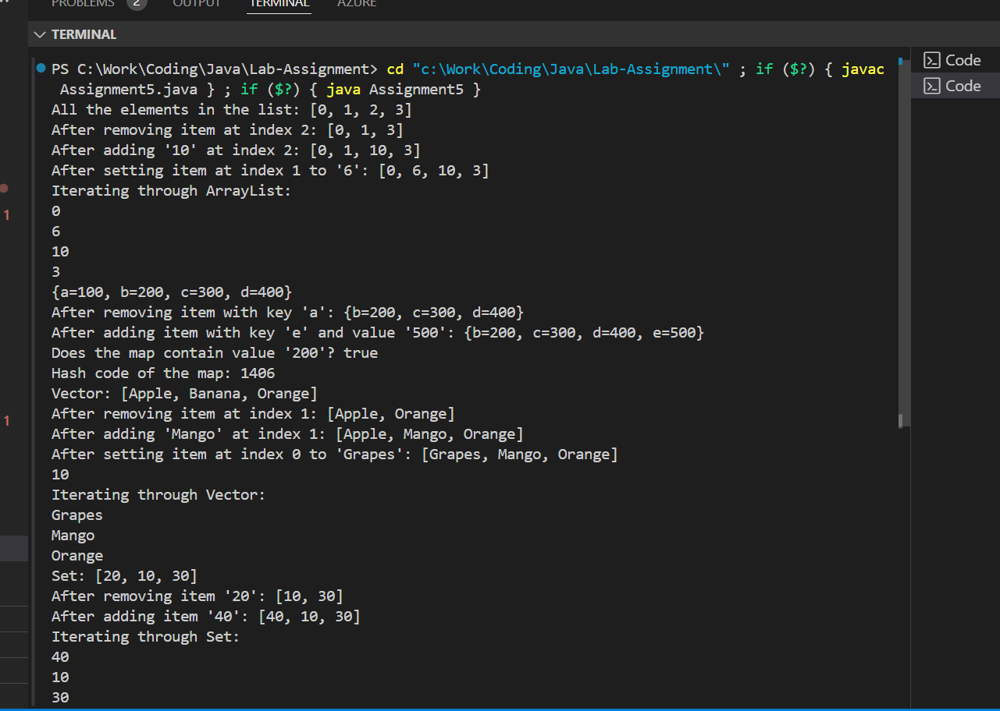 PROBLEMS 2 OUTPUT TERMINAL AZURE
TERMINAL
PS C:\Work\Coding\Java\Lab-Assignment> cd "c:\Work\Coding\Java\Lab-Assignment\" ; if ($?) { javac
Assignment5.java } ; if ($?) { java Assignment5 }
All the elements in the list: [0, 1, 2, 3]
After removing item at index 2: [0, 1, 3]
After adding '10' at index 2: [0, 1, 10, 3]
After setting item at index 1 to '6': [0, 6, 10, 3]
Iterating through ArrayList:
0
6
10
3
{a=100, b=200, c=300, d=400}
After removing item with key 'a': {b=200, c=300, d=400}
After adding item with key 'e' and value '500': {b=200, c=300, d=400, e=500}
Does the map contain value '200'? true
Hash code of the map: 1406
Vector: [Apple, Banana, Orange]
After removing item at index 1: [Apple, Orange]
After adding 'Mango' at index 1: [Apple, Mango, Orange]
After setting item at index 0 to 'Grapes': [Grapes, Mango, Orange]
10
Iterating through Vector:
Grapes
Mango
Orange
Set: [20, 10, 30]
After removing item '20': [10, 30]
After adding item '40': [40, 10, 30]
Iterating through Set:
40
10
30
Code
Code
1
1